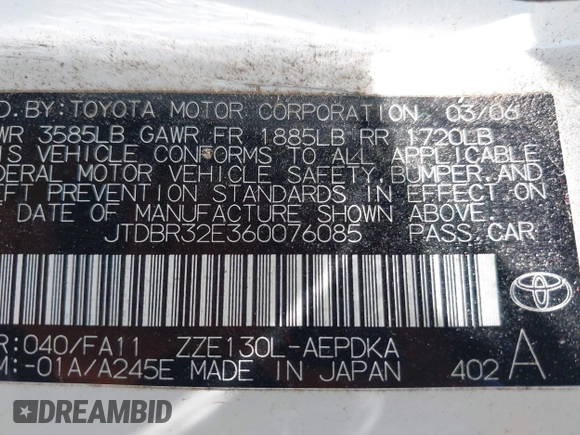 D. BY: TOYOTA MOTOR CORPORATION 03/06
WR 3585LB GAWR FR 1885LB RR 1720LB
IS VEHICLE CONFORMS TO ALL APPLICABLE
DERAL MOTOR VEHICLE SAFETY, BUMPER, AND
EFT PREVENTION STANDARDS IN EFFECT ON
E DATE OF MANUFACTURE SHOWN ABOVE.
JTDBR32E360076085 PASS. CAR
R: 040/FA11 ZZE130L-AEPDKA
M: -01A/A245E MADE IN JAPAN 402 A
DREAMBID